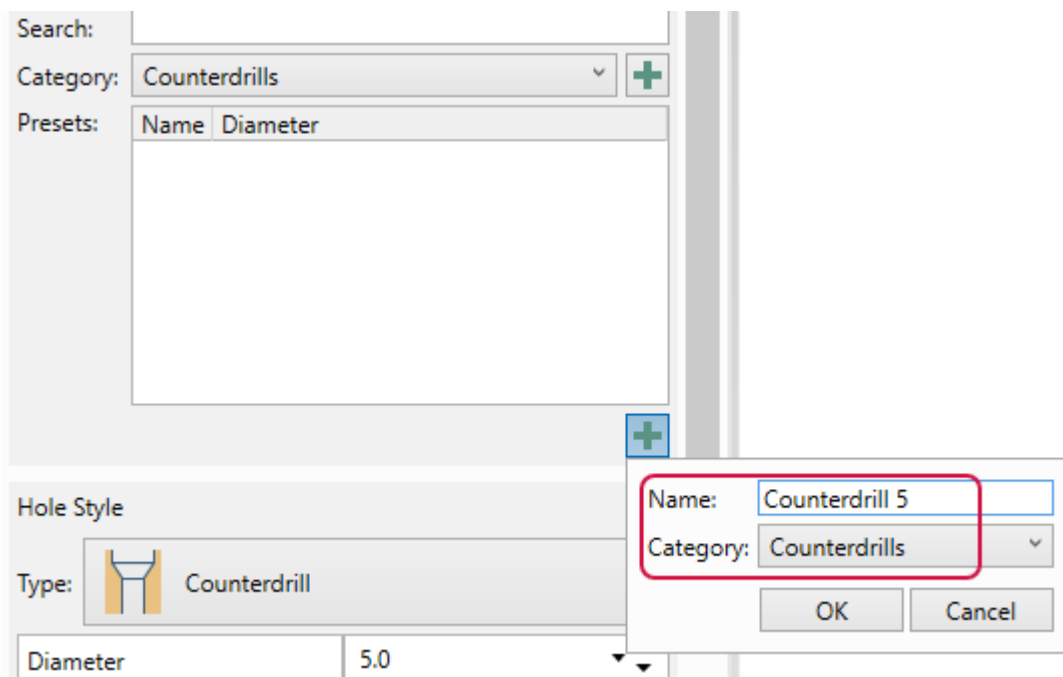 Search:
Category: Counterdrills
Presets: Name Diameter
Name: Counterdrill 5
Category: Counterdrills
OK Cancel
Hole Style
Type: Counterdrill
Diameter 5.0